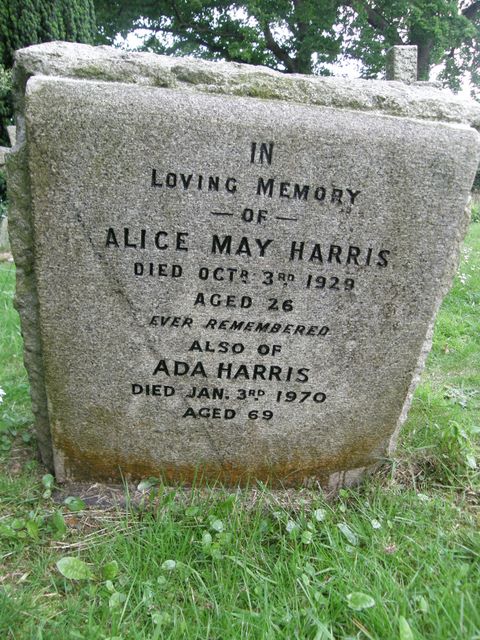 IN
LOVING MEMORY
— OF —
ALICE MAY HARRIS
DIED OCTR. 3RD. 1929
AGED 26
EVER REMEMBERED
ALSO OF
ADA HARRIS
DIED JAN. 3RD. 1970
AGED 69